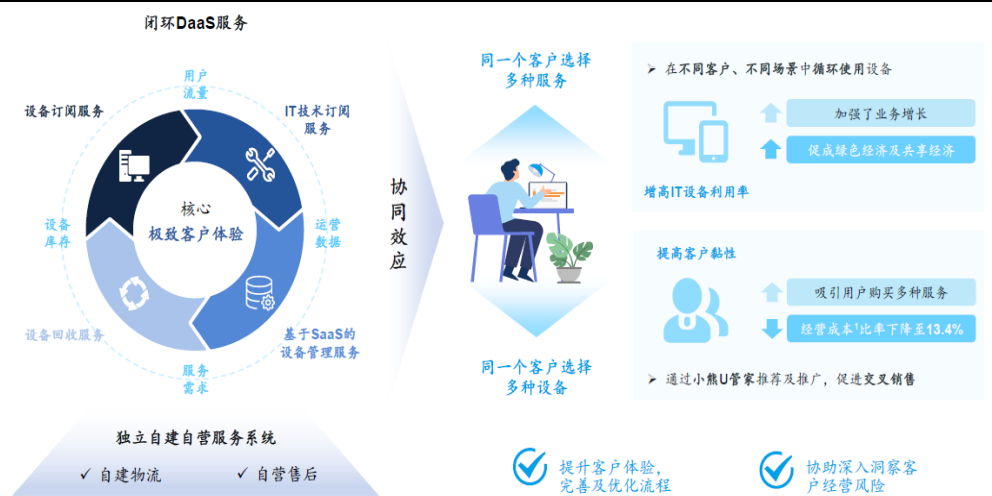 闭环DaaS服务
用户
流量
设备订阅服务
IT技术订阅
服务
核心
极致客户体验
设备
库存
运营
数据
设备回收服务
基于SaaS的
设备管理服务
服务
需求
独立自建自营服务系统
✓ 自建物流
✓ 自营售后
协
同
效
应
同一个客户选择
多种服务
同一个客户选择
多种设备
➢ 在不同客户、不同场景中循环使用设备
加强了业务增长
促成绿色经济及共享经济
增高IT设备利用率
提高客户黏性
吸引用户购买多种服务
经营成本¹比率下降至13.4%
➢ 通过小熊U管家推荐及推广，促进交叉销售
提升客户体验，
完善及优化流程
协助深入洞察客
户经营风险